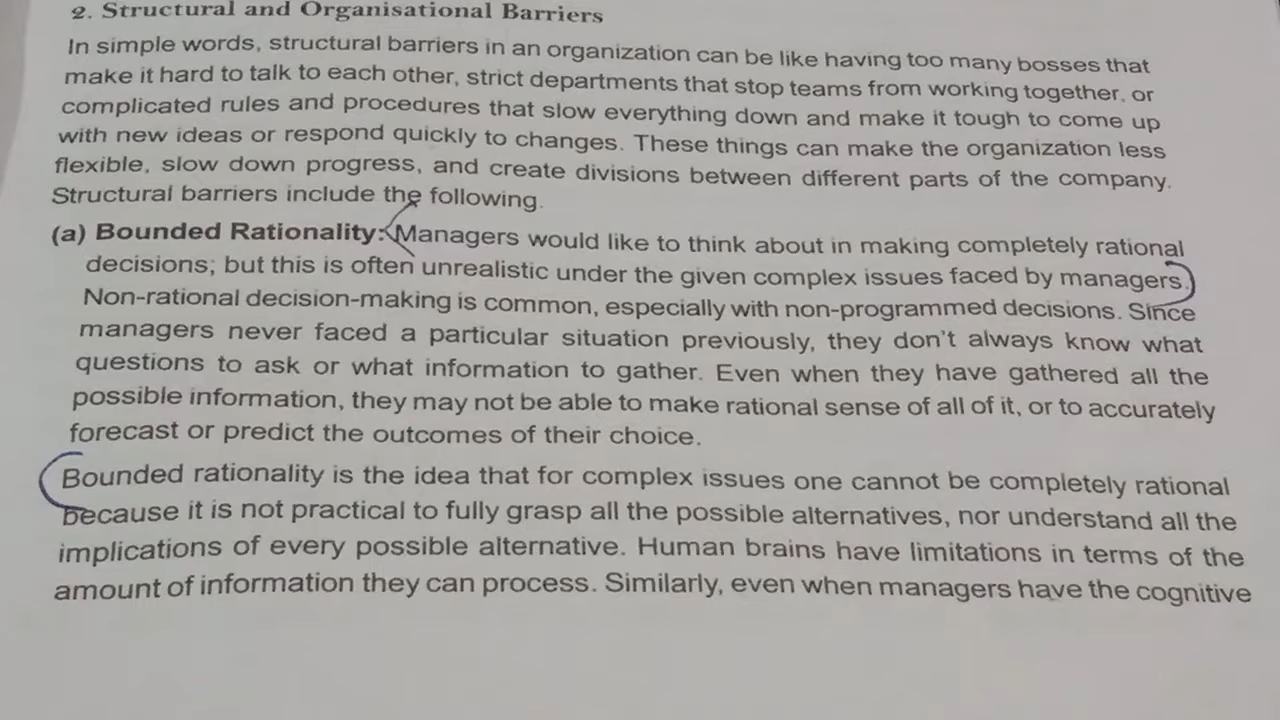 2. Structural and Organisational Barriers
In simple words, structural barriers in an organization can be like having too many bosses that
make it hard to talk to each other, strict departments that stop teams from working together, or
complicated rules and procedures that slow everything down and make it tough to come up
with new ideas or respond quickly to changes. These things can make the organization less
flexible, slow down progress, and create divisions between different parts of the company.
Structural barriers include the following.
(a) Bounded Rationality: Managers would like to think about in making completely rational
decisions; but this is often unrealistic under the given complex issues faced by managers.
Non-rational decision-making is common, especially with non-programmed decisions. Since
managers never faced a particular situation previously, they don't always know what
questions to ask or what information to gather. Even when they have gathered all the
possible information, they may not be able to make rational sense of all of it, or to accurately
forecast or predict the outcomes of their choice.
Bounded rationality is the idea that for complex issues one cannot be completely rational
because it is not practical to fully grasp all the possible alternatives, nor understand all the
implications of every possible alternative. Human brains have limitations in terms of the
amount of information they can process. Similarly, even when managers have the cognitive